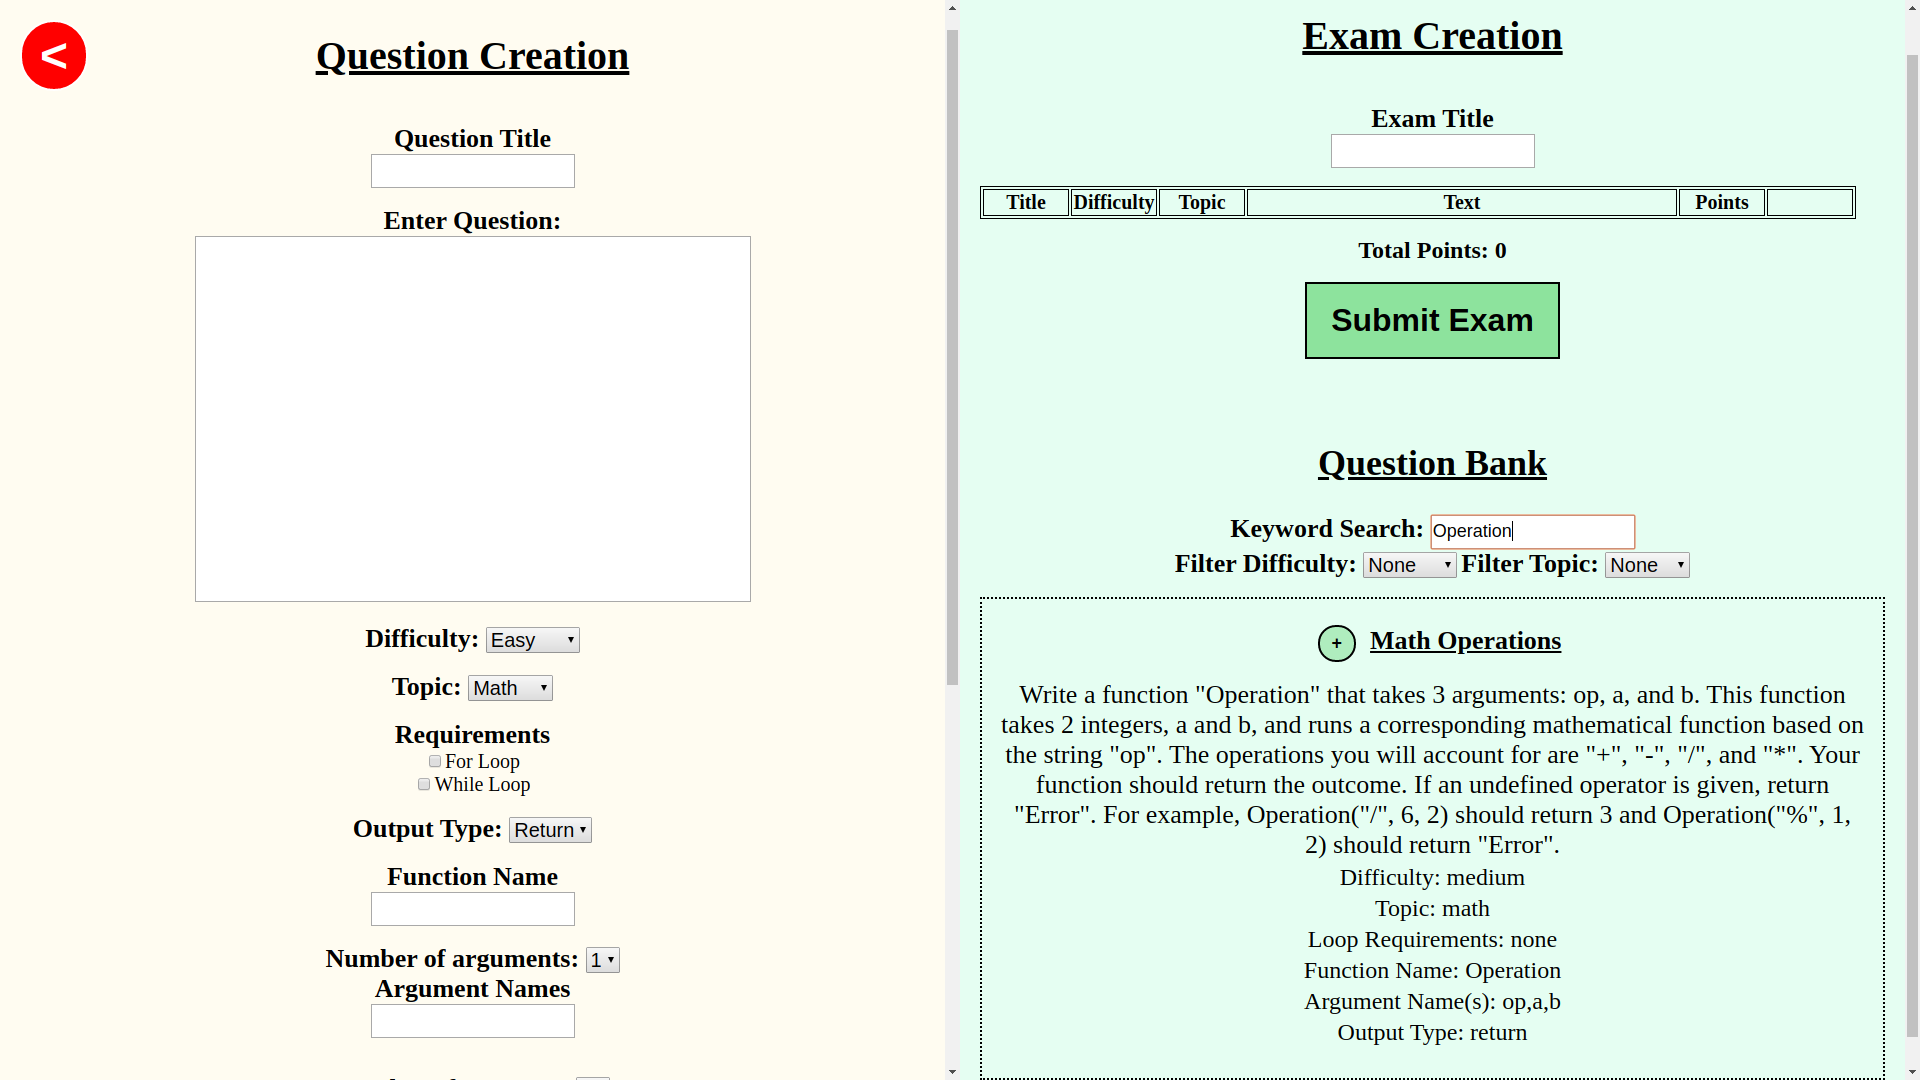 <
Question Creation
Question Title
Enter Question:
Difficulty: Easy
Topic: Math
Requirements
For Loop
While Loop
Output Type: Return
Function Name
Number of arguments: 1
Argument Names
Exam Creation
Exam Title
Title Difficulty Topic Text Points
Total Points: 0
Submit Exam
Question Bank
Keyword Search: Operation
Filter Difficulty: None Filter Topic: None
+ Math Operations
Write a function "Operation" that takes 3 arguments: op, a, and b. This function
takes 2 integers, a and b, and runs a corresponding mathematical function based on
the string "op". The operations you will account for are "+", "-", "/", and "*". Your
function should return the outcome. If an undefined operator is given, return
"Error". For example, Operation("/", 6, 2) should return 3 and Operation("%", 1,
2) should return "Error".
Difficulty: medium
Topic: math
Loop Requirements: none
Function Name: Operation
Argument Name(s): op,a,b
Output Type: return